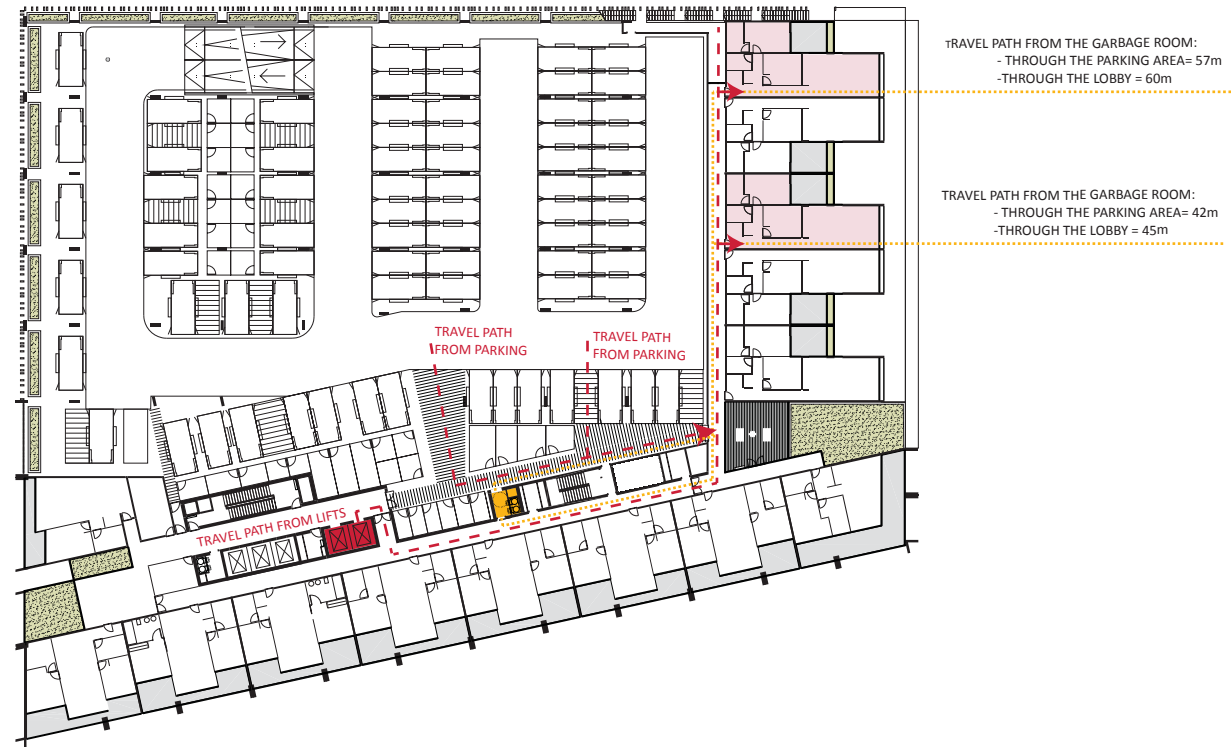 TRAVEL PATH FROM THE GARBAGE ROOM:
- THROUGH THE PARKING AREA= 57m
-THROUGH THE LOBBY = 60m
TRAVEL PATH FROM THE GARBAGE ROOM:
- THROUGH THE PARKING AREA= 42m
-THROUGH THE LOBBY = 45m
TRAVEL PATH
FROM PARKING
TRAVEL PATH
FROM PARKING
TRAVEL PATH FROM LIFTS